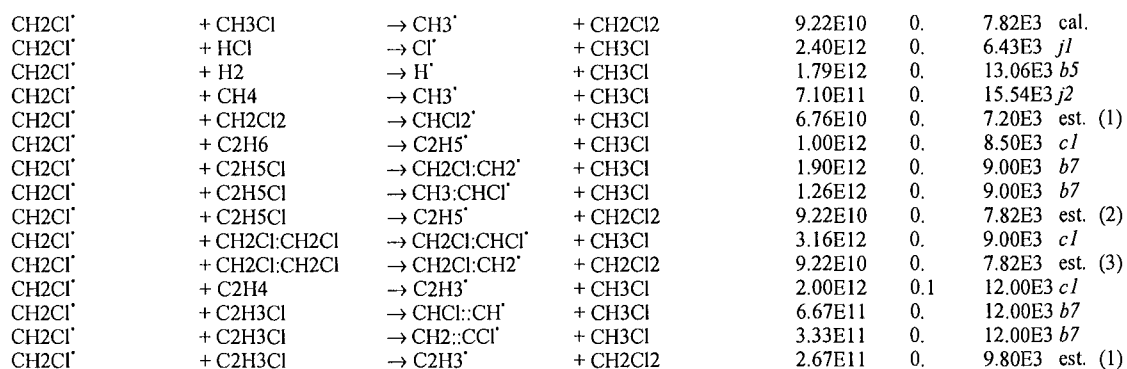 CH2Cl• + CH3Cl → CH3• + CH2Cl2 9.22E10 0. 7.82E3 cal.
CH2Cl• + HCl → Cl• + CH3Cl 2.40E12 0. 6.43E3 j1
CH2Cl• + H2 → H• + CH3Cl 1.79E12 0. 13.06E3 b5
CH2Cl• + CH4 → CH3• + CH3Cl 7.10E11 0. 15.54E3 j2
CH2Cl• + CH2Cl2 → CHCl2• + CH3Cl 6.76E10 0. 7.20E3 est. (1)
CH2Cl• + C2H6 → C2H5• + CH3Cl 1.00E12 0. 8.50E3 c1
CH2Cl• + C2H5Cl → CH2Cl:CH2• + CH3Cl 1.90E12 0. 9.00E3 b7
CH2Cl• + C2H5Cl → CH3:CHCl• + CH3Cl 1.26E12 0. 9.00E3 b7
CH2Cl• + C2H5Cl → C2H5• + CH2Cl2 9.22E10 0. 7.82E3 est. (2)
CH2Cl• + CH2Cl:CH2Cl → CH2Cl:CHCl• + CH3Cl 3.16E12 0. 9.00E3 c1
CH2Cl• + CH2Cl:CH2Cl → CH2Cl:CH2• + CH2Cl2 9.22E10 0. 7.82E3 est. (3)
CH2Cl• + C2H4 → C2H3• + CH3Cl 2.00E12 0.1 12.00E3 c1
CH2Cl• + C2H3Cl → CHCl::CH• + CH3Cl 6.67E11 0. 12.00E3 b7
CH2Cl• + C2H3Cl → CH2::CCl• + CH3Cl 3.33E11 0. 12.00E3 b7
CH2Cl• + C2H3Cl → C2H3• + CH2Cl2 2.67E11 0. 9.80E3 est. (1)